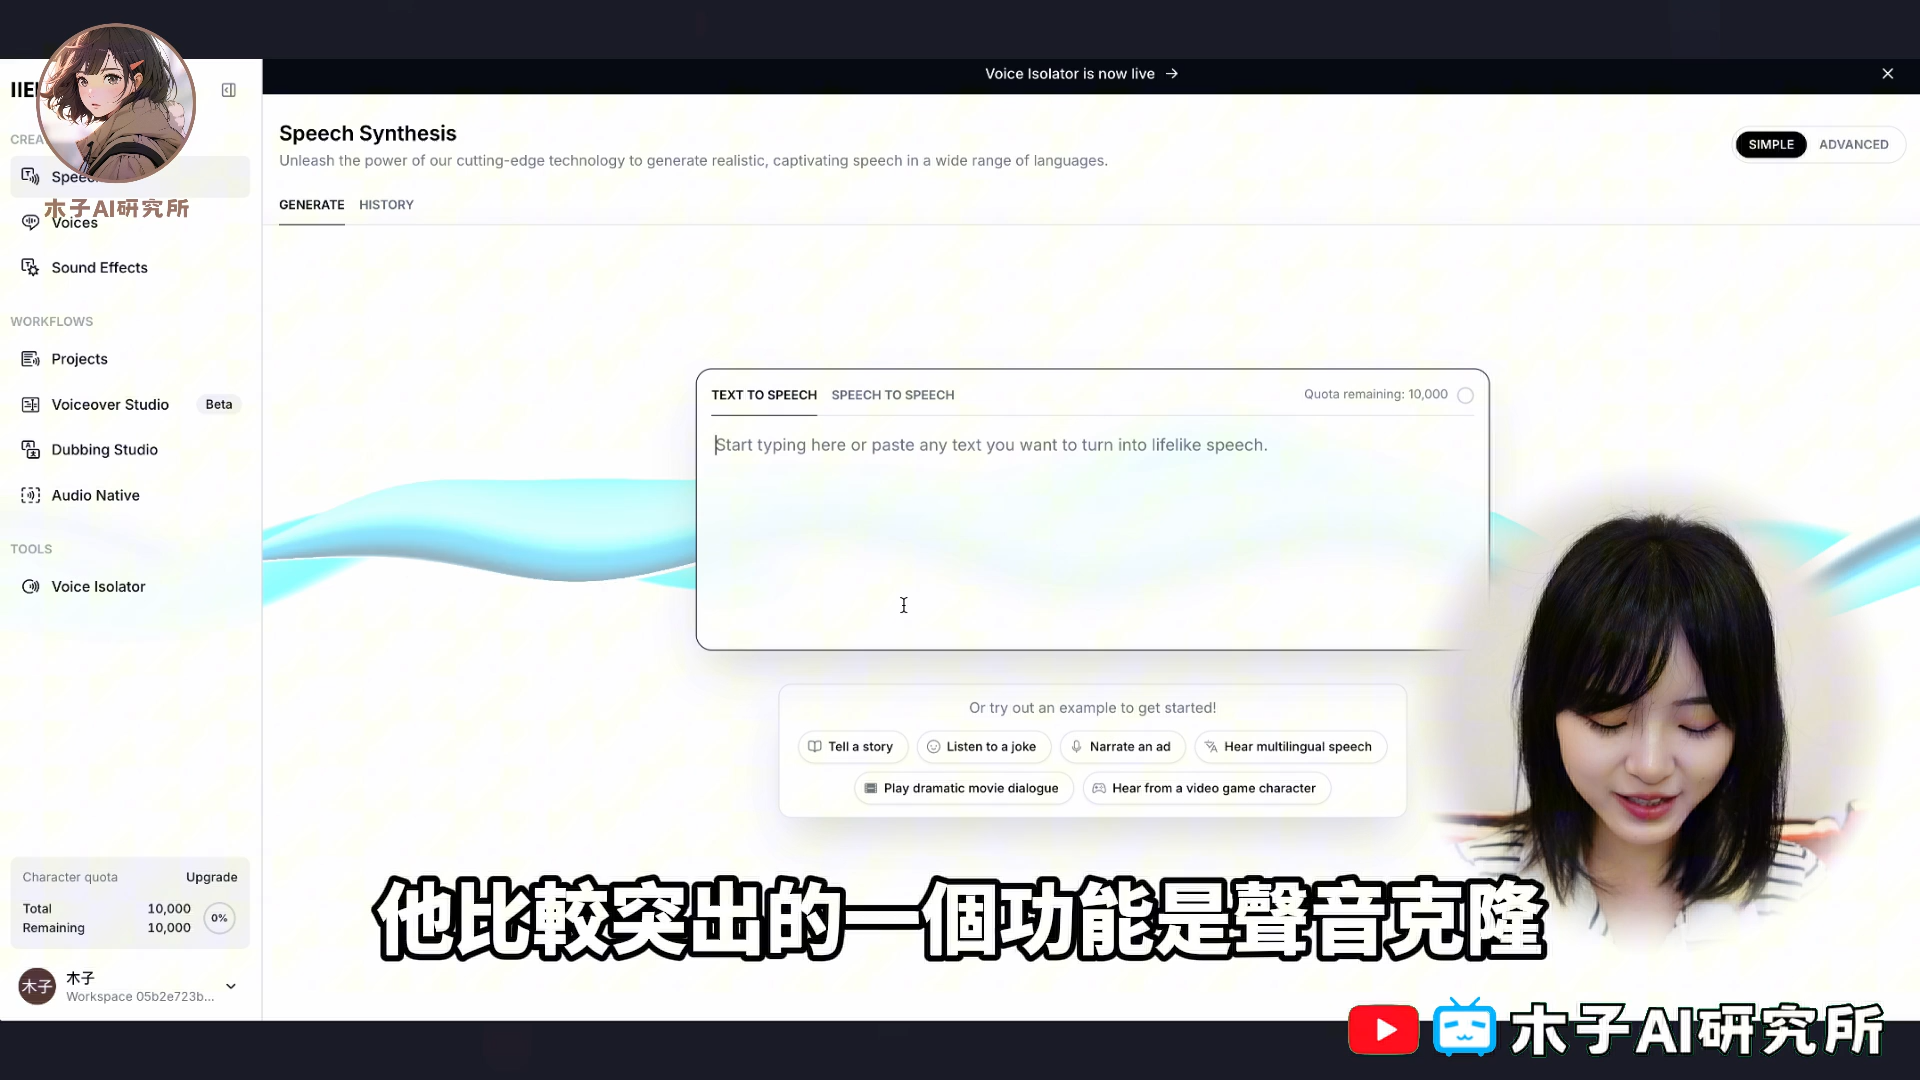 Voice Isolator is now live →
木子AI研究所
Voices
Sound Effects
WORKFLOWS
Projects
Voiceover Studio Beta
Dubbing Studio
Audio Native
TOOLS
Voice Isolator
Character quota Upgrade
Total 10,000
Remaining 10,000
0%
木子 木子
Workspace 05b2e723b...
Speech Synthesis
Unleash the power of our cutting-edge technology to generate realistic, captivating speech in a wide range of languages.
SIMPLE ADVANCED
GENERATE HISTORY
TEXT TO SPEECH SPEECH TO SPEECH Quota remaining: 10,000
Start typing here or paste any text you want to turn into lifelike speech.
Or try out an example to get started!
Tell a story Listen to a joke Narrate an ad Hear multilingual speech
Play dramatic movie dialogue Hear from a video game character
他比較突出的一個功能是聲音克隆
木子AI研究所